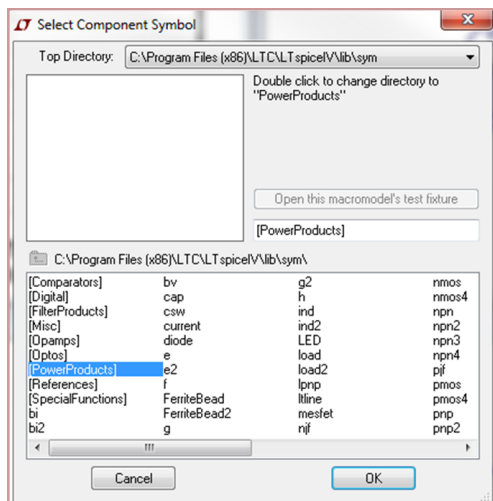 Select Component Symbol
Top Directory: C:\Program Files (x86)\LTC\LTspiceIV\lib\sym
Double click to change directory to
"PowerProducts"
Open this macromodel's test fixture
[PowerProducts]
C:\Program Files (x86)\LTC\LTspiceIV\lib\sym\
[Comparators] bv g2 nmos
[Digital] cap h nmos4
[FilterProducts] csw ind npn
[Misc] current ind2 npn2
[Opamps] diode LED npn3
[Optos] e load npn4
[PowerProducts] e2 load2 pjf
[References] f lpnp pmos
[SpecialFunctions] FerriteBead ltline pmos4
bi FerriteBead2 mesfet pnp
bi2 g njf pnp2
Cancel OK